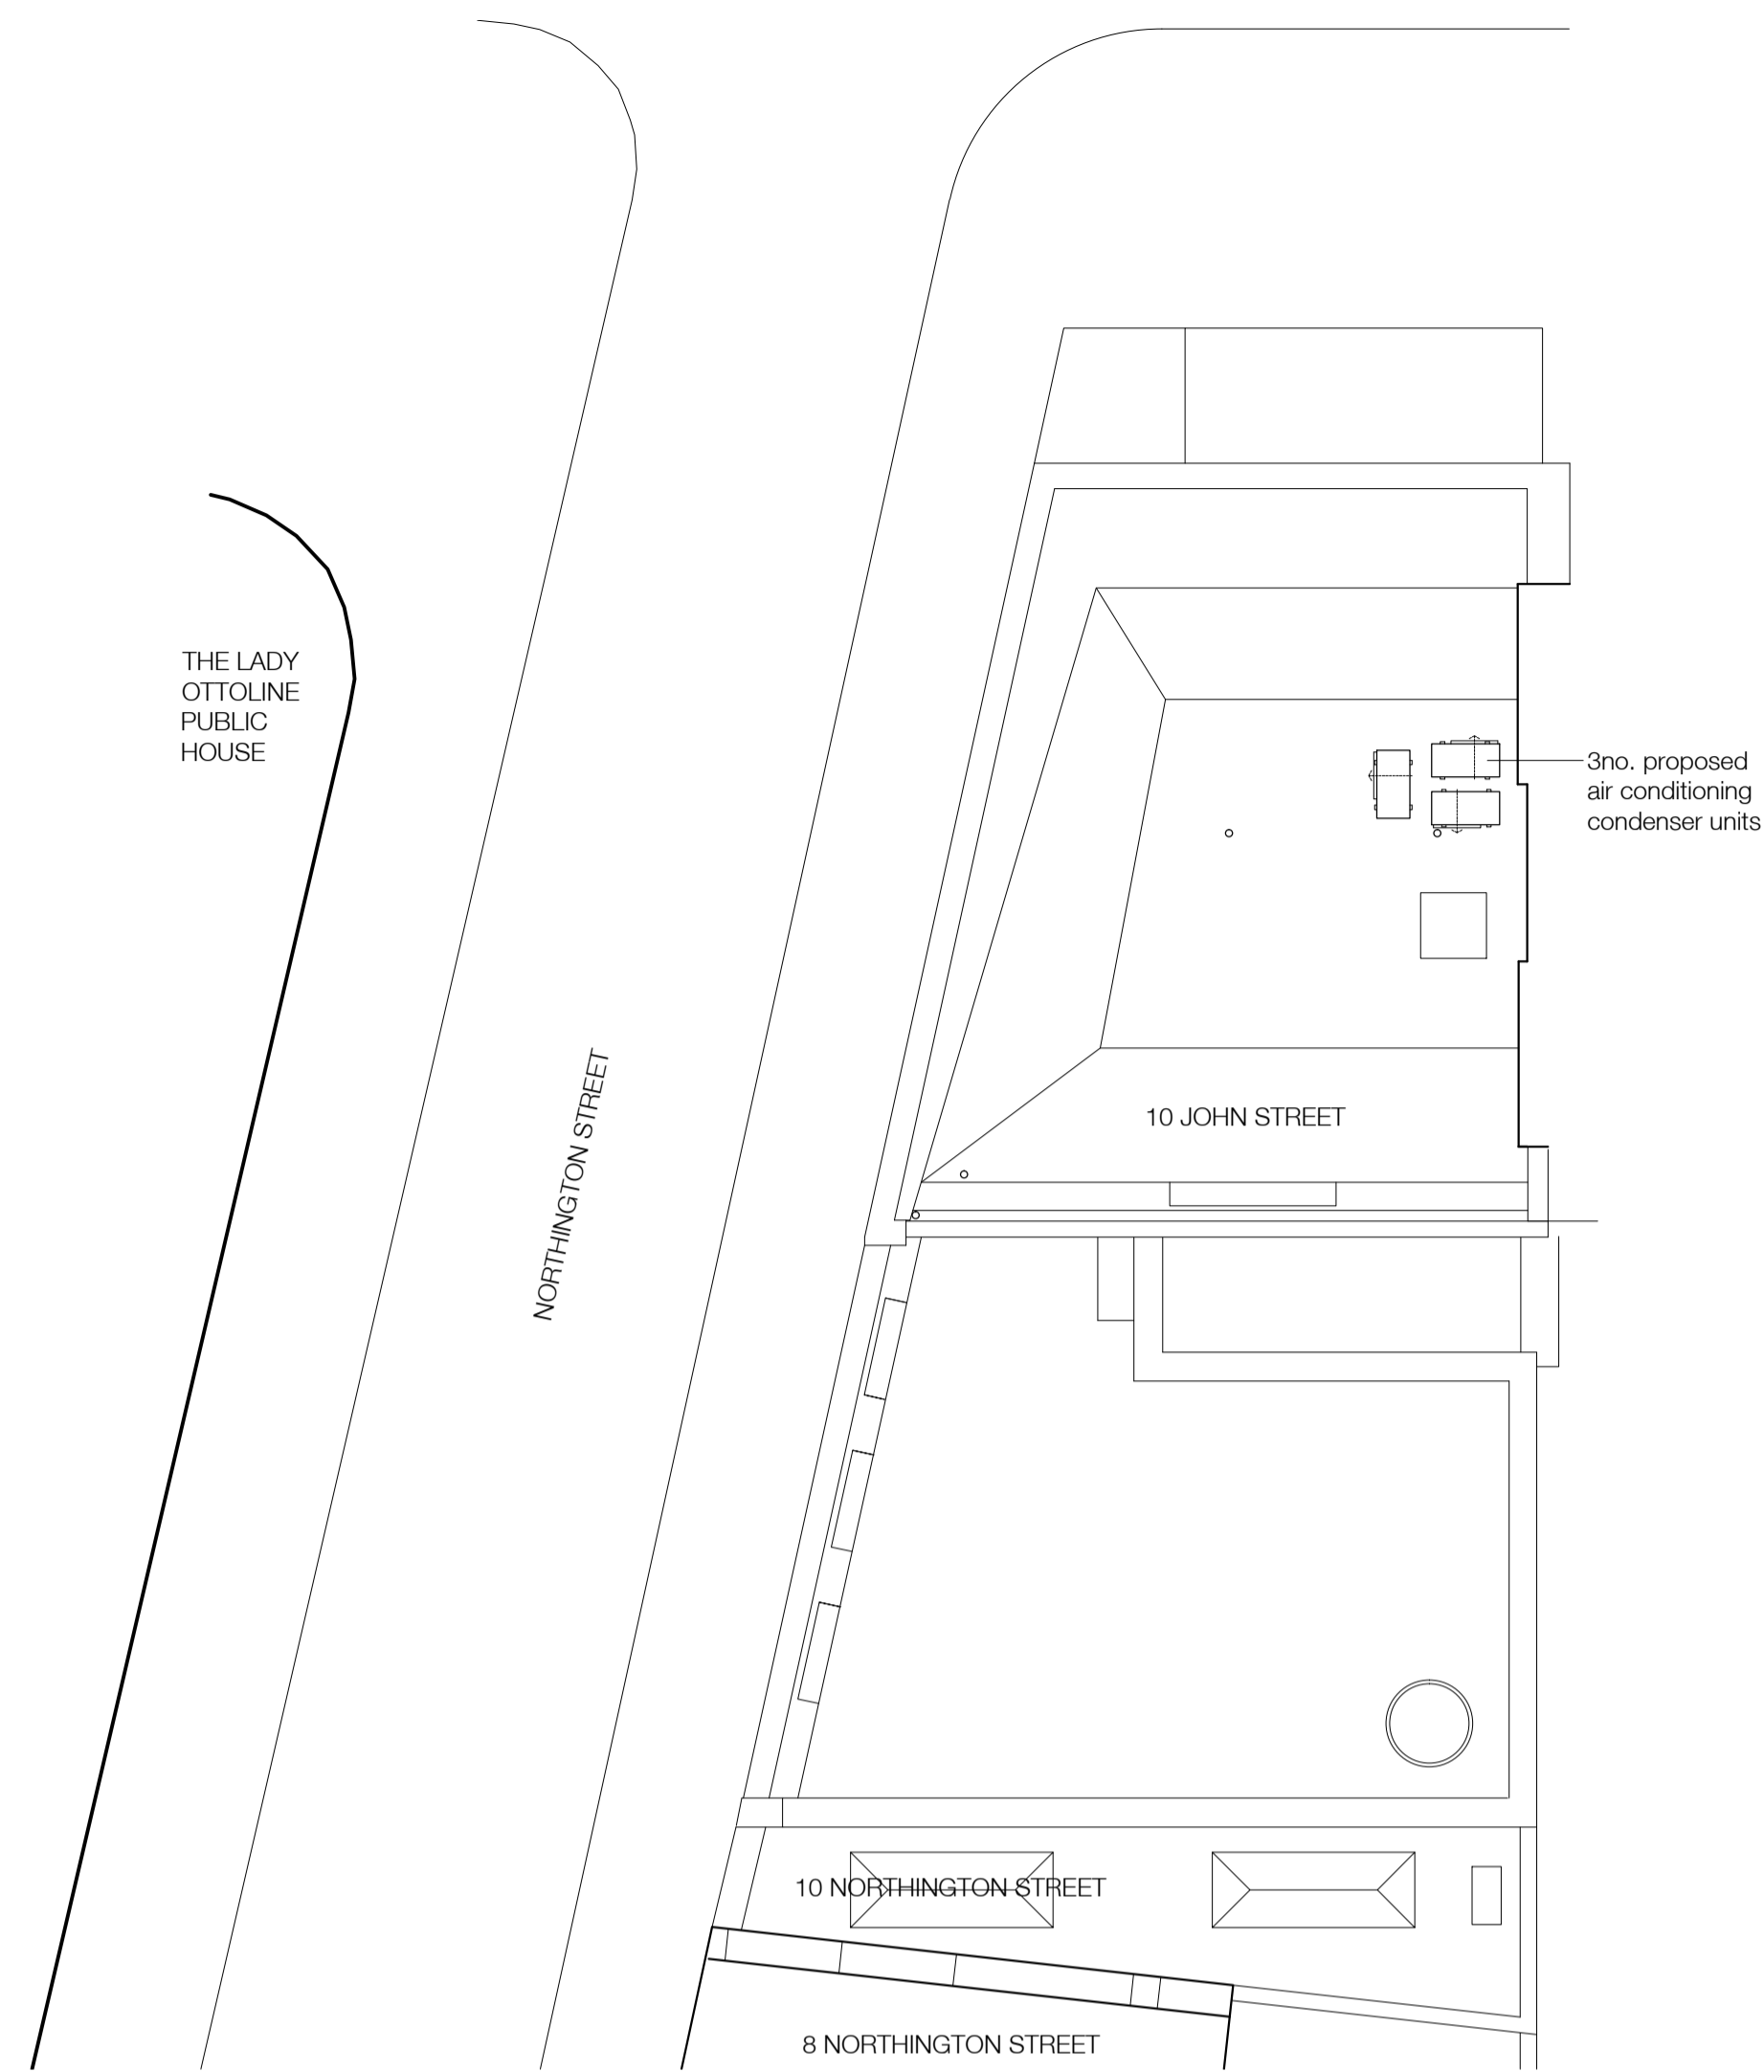 THE LADY
OTTOLINE
PUBLIC
HOUSE
3no. proposed
air conditioning
condenser units
NORTHINGTON STREET
10 JOHN STREET
10 NORTHINGTON STREET
8 NORTHINGTON STREET